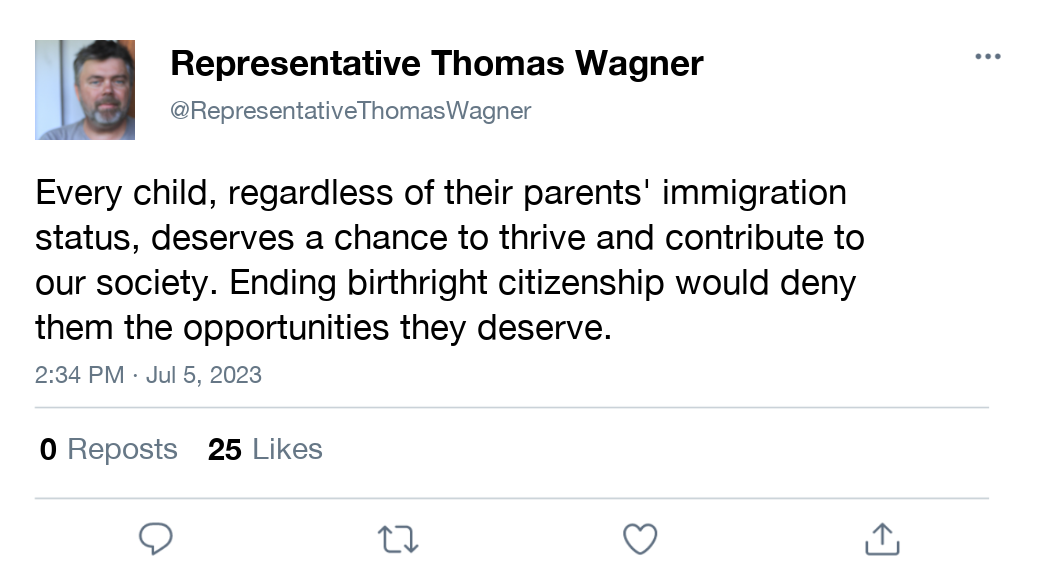 Representative Thomas Wagner
@RepresentativeThomasWagner
Every child, regardless of their parents' immigration
status, deserves a chance to thrive and contribute to
our society. Ending birthright citizenship would deny
them the opportunities they deserve.
2:34 PM · Jul 5, 2023
0 Reposts 25 Likes